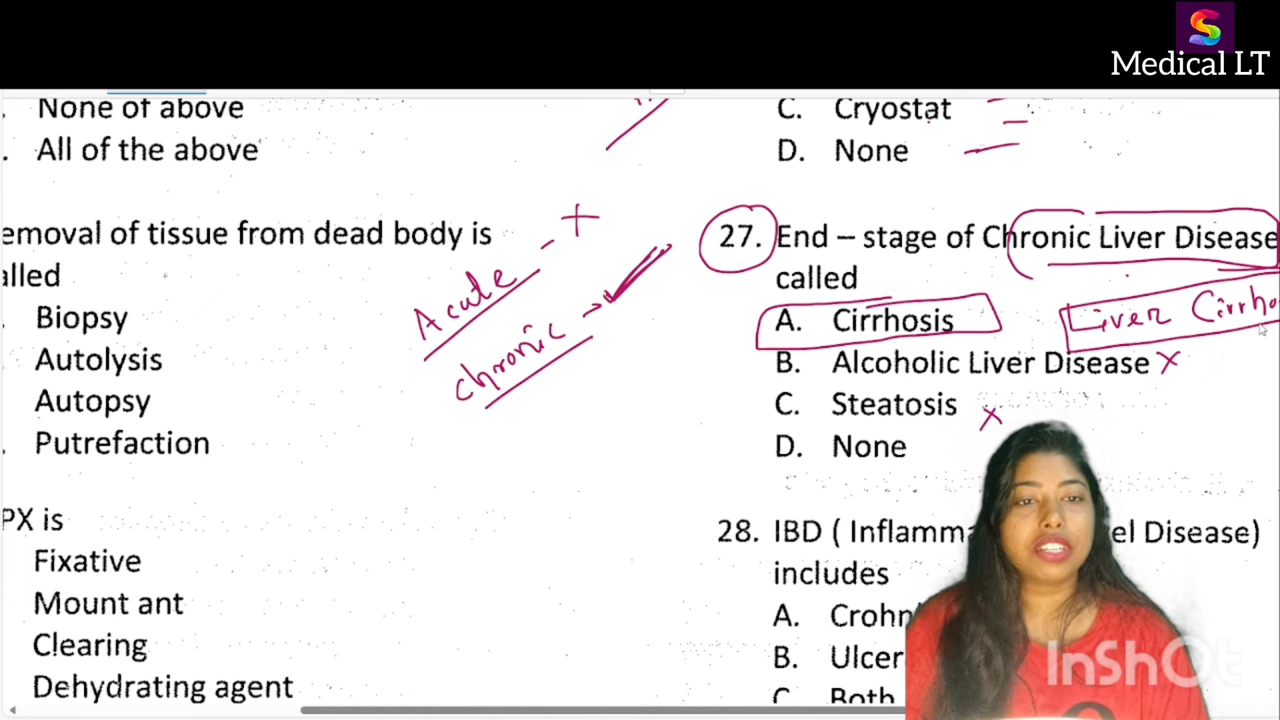 Medical LT
None of above
All of the above
emoval of tissue from dead body is
alled
Biopsy
Autolysis
Autopsy
Putrefaction
PX is
Fixative
Mount ant
Clearing
Dehydrating agent
Acute -
chronic -
C. Cryostat
D. None
27. End – stage of Chronic Liver Disease
called
A. Cirrhosis
Liver Cirrho
B. Alcoholic Liver Disease x
C. Steatosis x
D. None
28. IBD ( Inflamm el Disease)
includes
A. Crohn
B. Ulcer
C. Both
InShOt